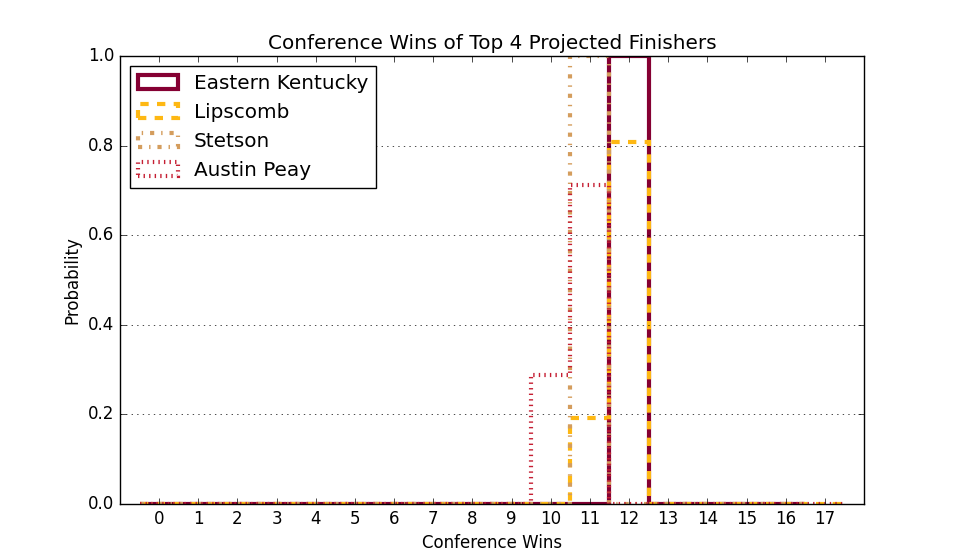 Conference Wins of Top 4 Projected Finishers
1.0
0.8
0.6
0.4
0.2
0.0
Probability
Eastern Kentucky
Lipscomb
Stetson
Austin Peay
0 1 2 3 4 5 6 7 8 9 10 11 12 13 14 15 16 17
Conference Wins